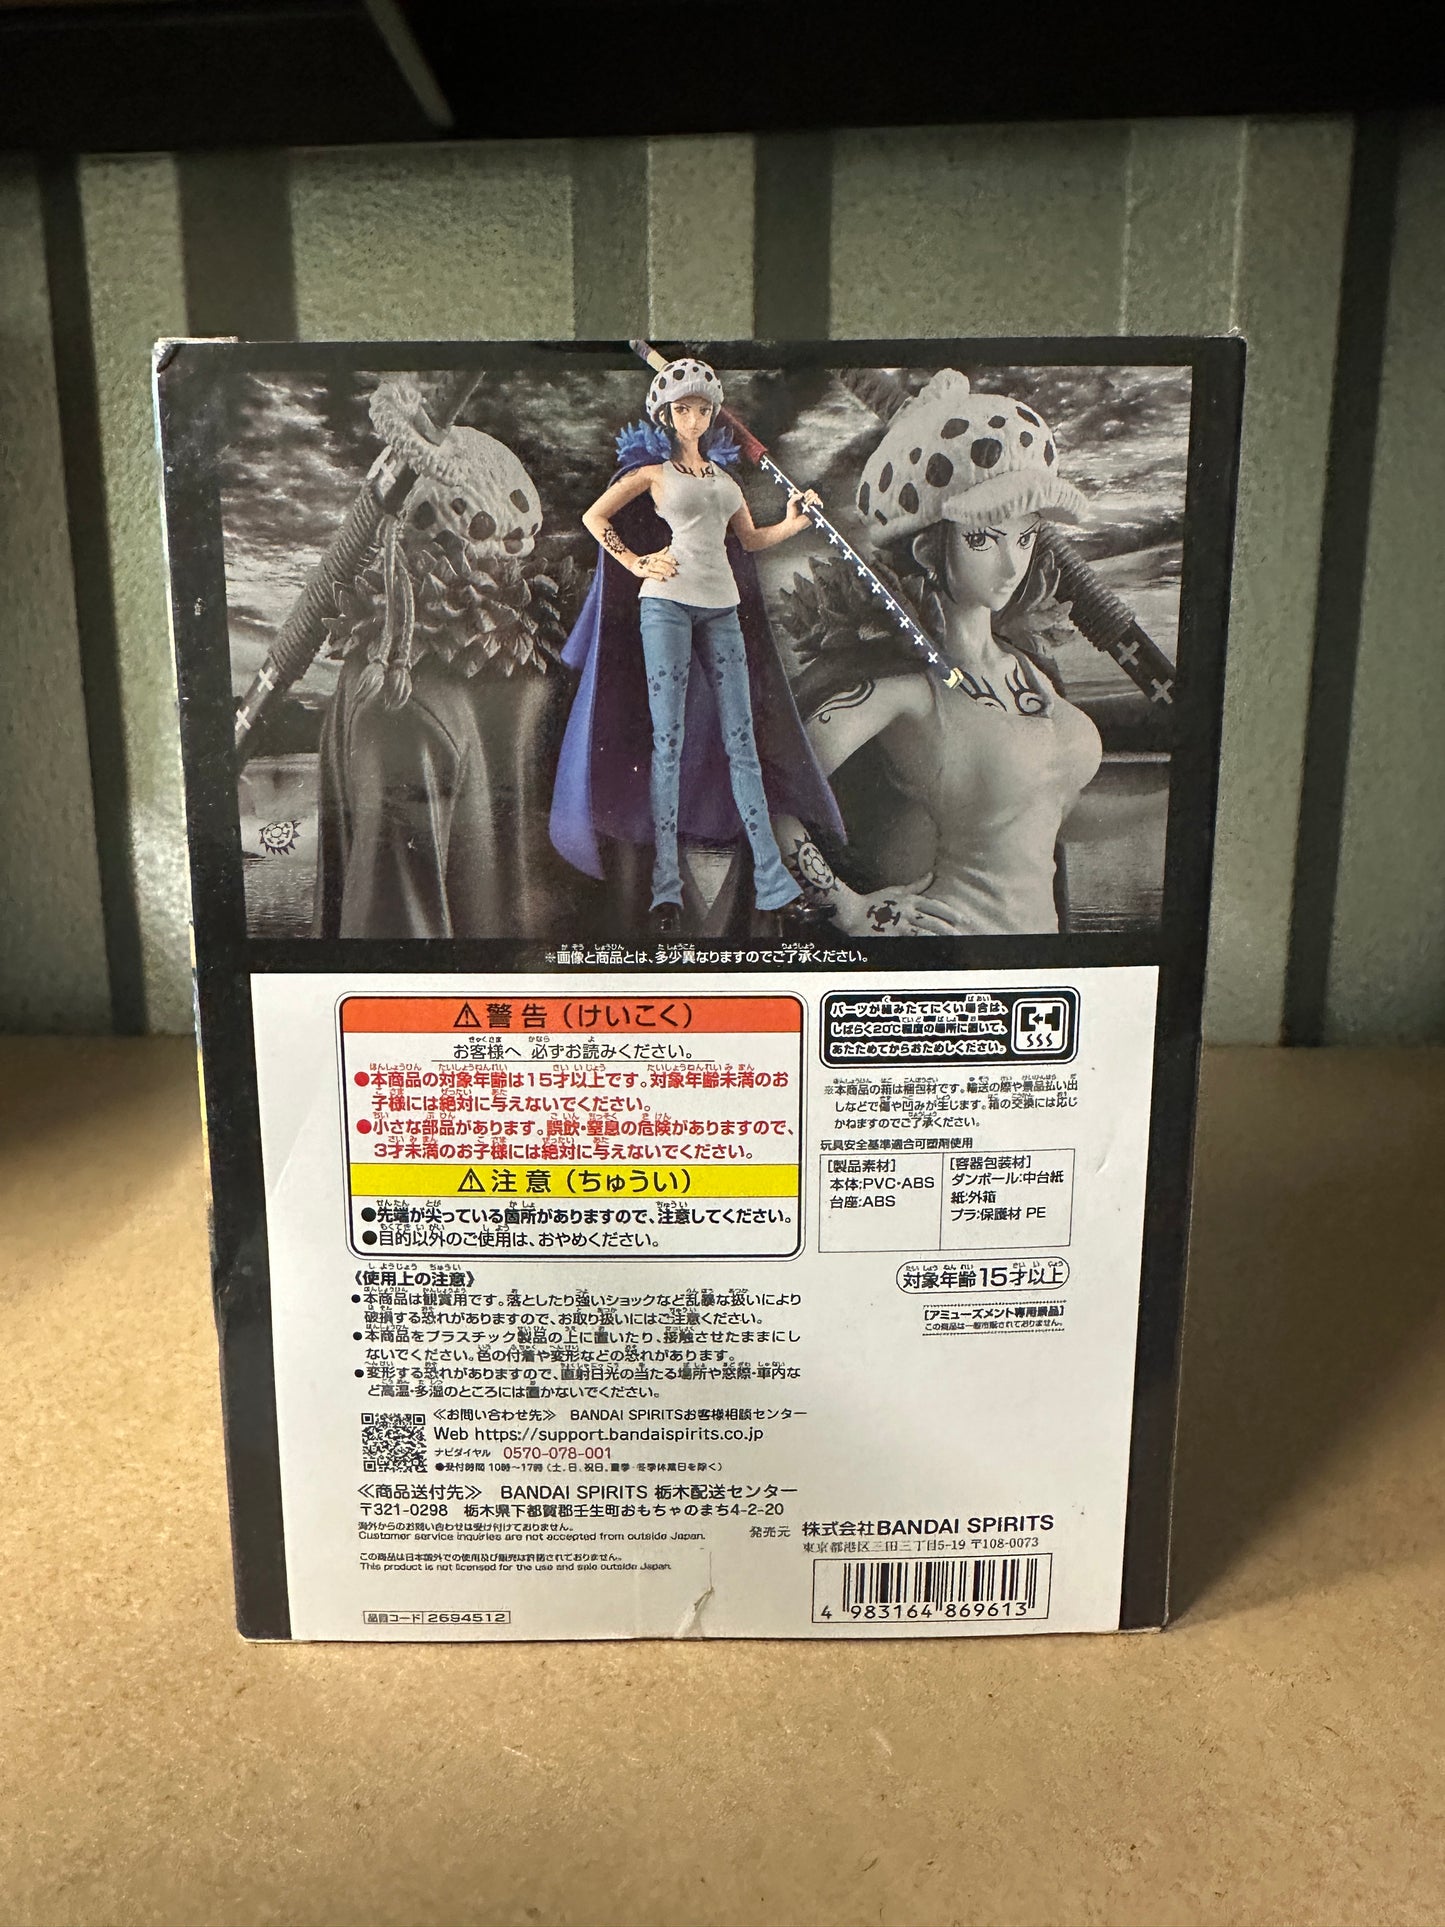 ※画像と商品とは、多少異なりますのでご了承ください。
⚠警告（けいこく）
お客様へ 必ずお読みください。
●本商品の対象年齢は15才以上です。対象年齢未満のお
子様には絶対に与えないでください。
●小さな部品があります。誤飲・窒息の危険がありますので、
3才未満のお子様には絶対に与えないでください。
⚠注意（ちゅうい）
●先端が尖っている箇所がありますので、注意してください。
●目的以外のご使用は、おやめください。
《使用上の注意》
●本商品は観賞用です。落としたり強いショックなど乱暴な扱いにより
破損する恐れがありますので、お取り扱いにはご注意ください。
●本商品をプラスチック製品の上に置いたり、接触させたままにし
ないでください。色の付着や変形などの恐れがあります。
●変形する恐れがありますので、直射日光の当たる場所や窓際・車内な
ど高温・多湿のところには置かないでください。
≪お問い合わせ先≫ BANDAI SPIRITSお客様相談センター
Web https://support.bandaispirits.co.jp
ナビダイヤル 0570-078-001
●受付時間 10時〜17時（土、日、祝日、夏季・冬季休業日を除く）
≪商品送付先≫ BANDAI SPIRITS 栃木配送センター
〒321-0298 栃木県下都賀郡壬生町おもちゃのまち4-2-20
海外からのお問い合わせは受け付けておりません。
Customer service inquiries are not accepted from outside Japan.
この商品は日本国外での使用及び販売は許諾されておりません。
This product is not licensed for the use and sale outside Japan.
品目コード 2694512
パーツが組みたてにくい場合は、
しばらく20℃程度の場所に置いて、
あたためてからおためしください。
※本商品の箱は梱包材です。輸送の際や景品払い出
しなどで傷や凹みが生じます。箱の交換には応じ
かねますのでご了承ください。
玩具安全基準適合可塑剤使用
[製品素材]
本体:PVC・ABS
台座:ABS
[容器包装材]
ダンボール:中台紙
紙:外箱
プラ:保護材 PE
対象年齢15才以上
[アミューズメント専用景品]
この商品は一般市販されておりません。
発売元 株式会社BANDAI SPIRITS
東京都港区三田三丁目5-19 〒108-0073
4 983164 869613